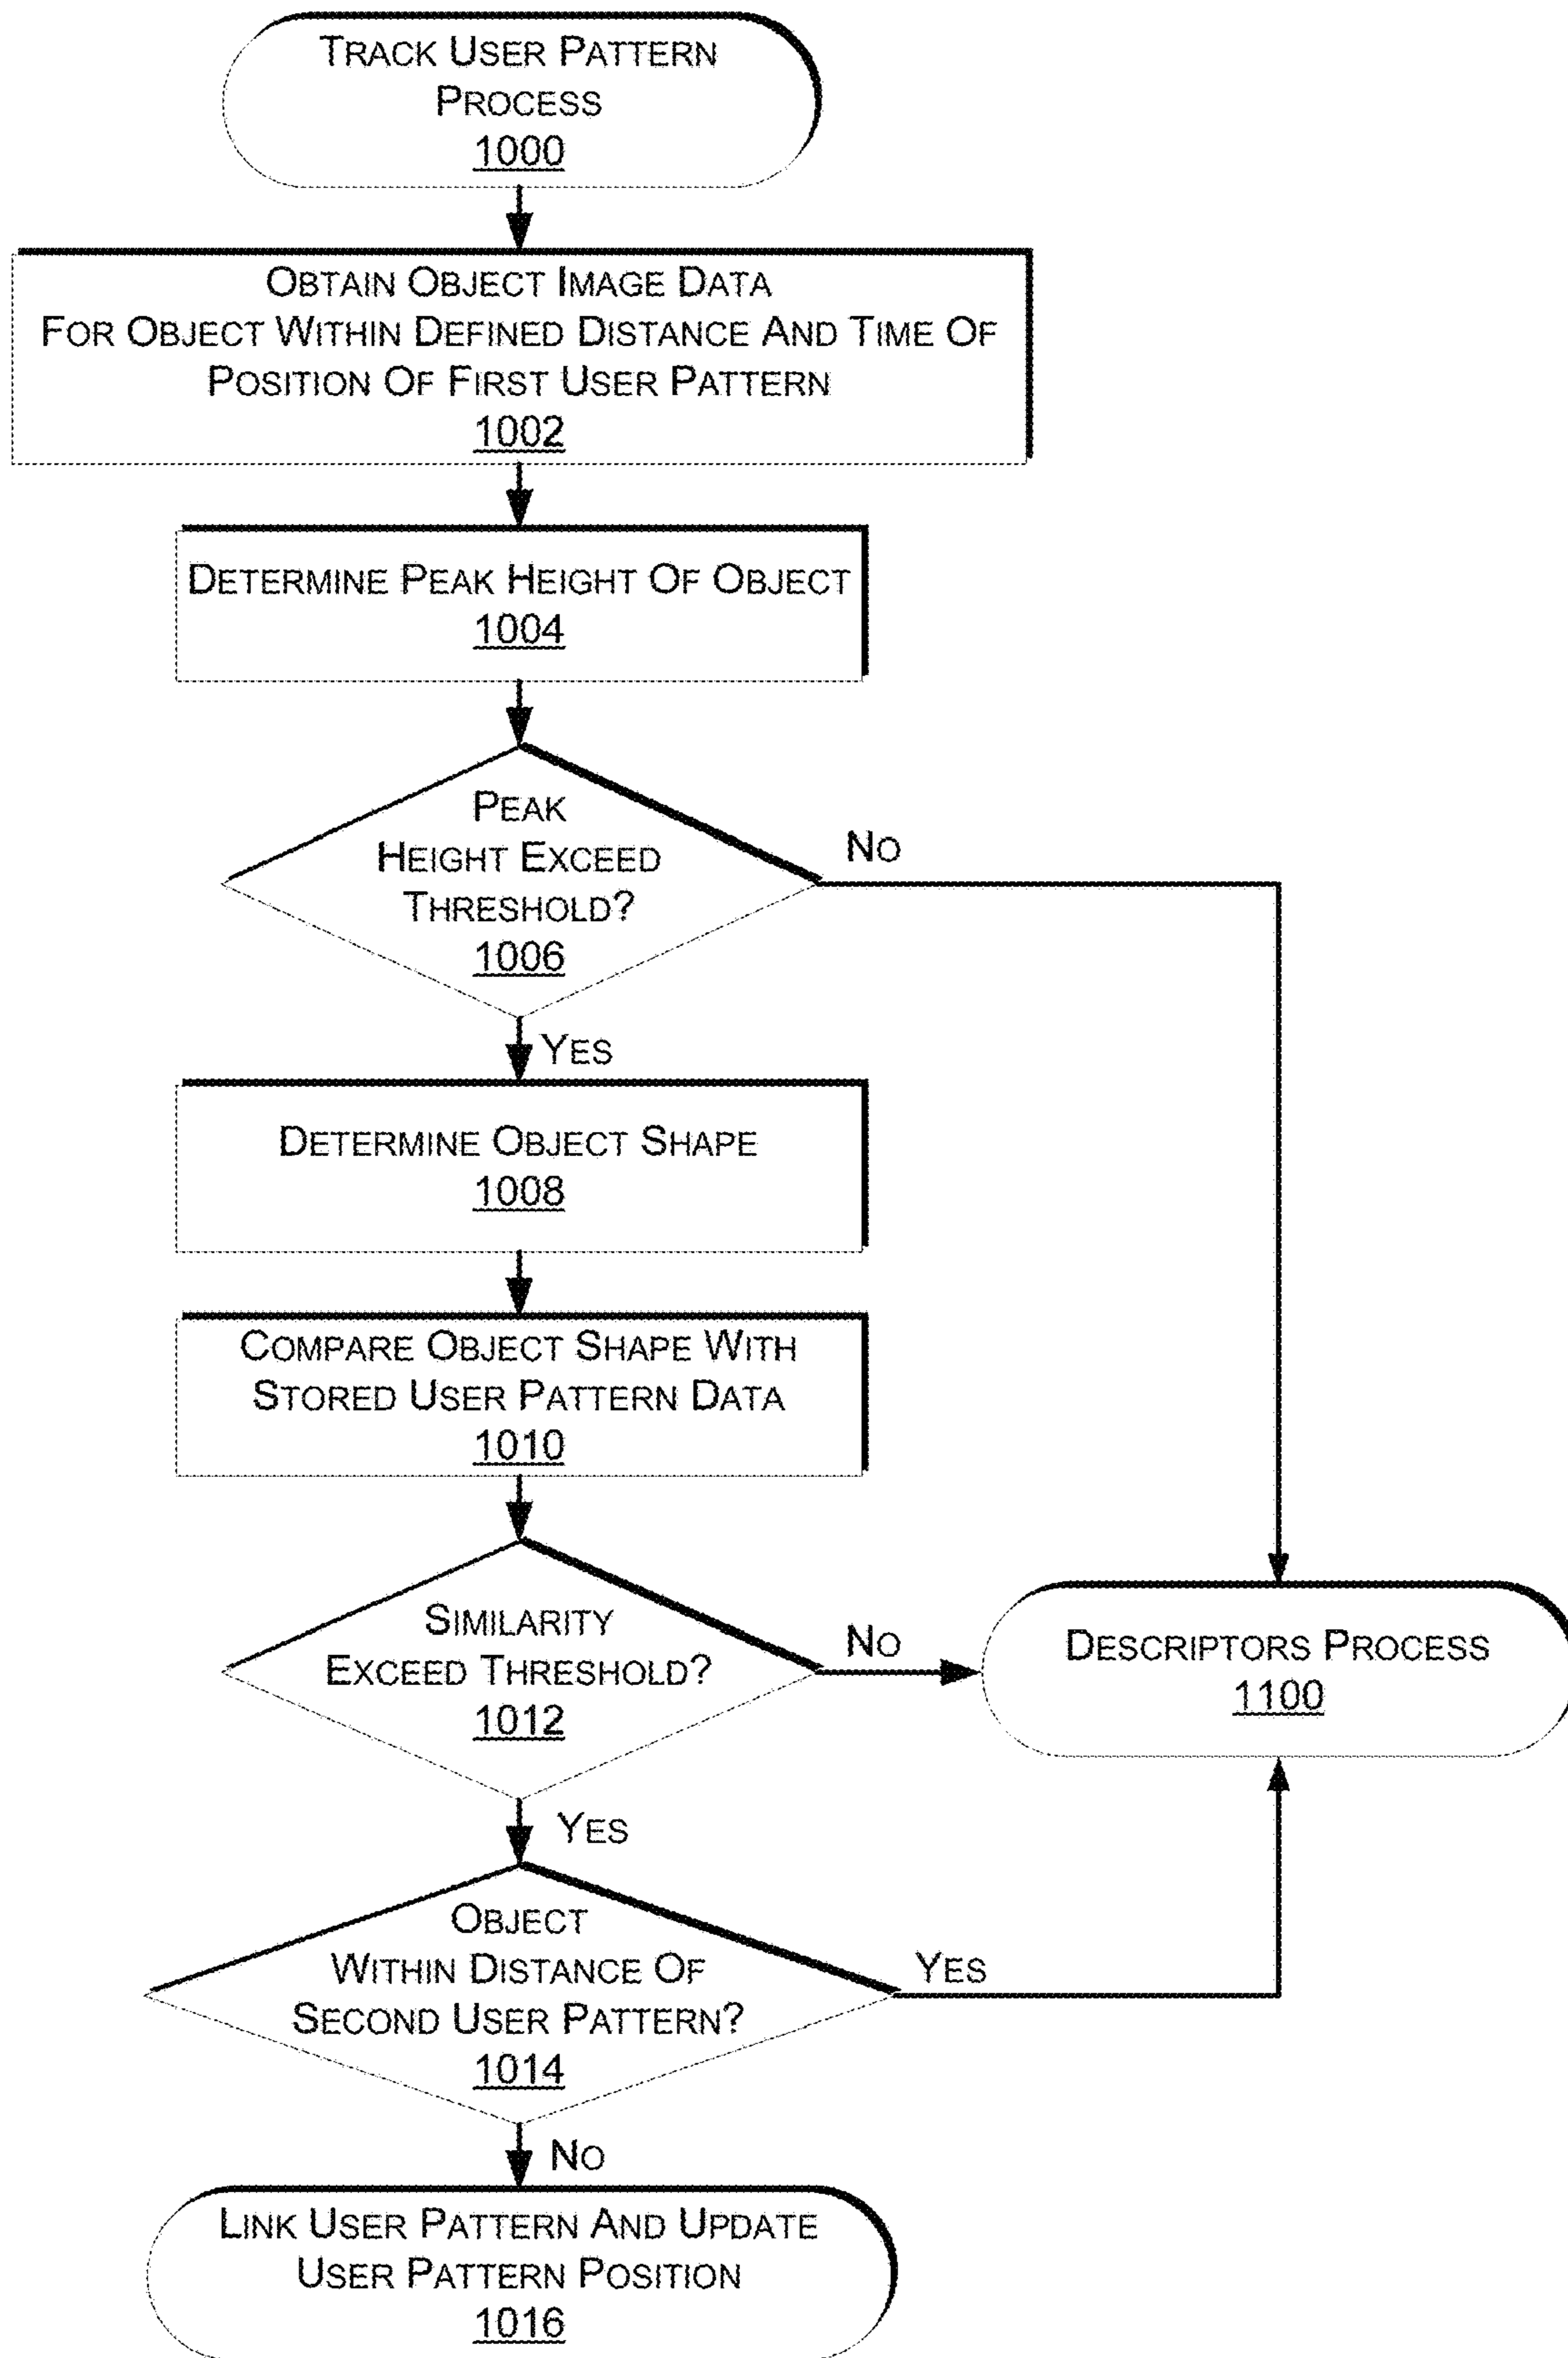 TRACK USER PATTERN
PROCESS
1000
OBTAIN OBJECT IMAGE DATA
FOR OBJECT WITHIN DEFINED DISTANCE AND TIME OF
POSITION OF FIRST USER PATTERN
1002
DETERMINE PEAK HEIGHT OF OBJECT
1004
PEAK
HEIGHT EXCEED
THRESHOLD?
1006
NO
YES
DETERMINE OBJECT SHAPE
1008
COMPARE OBJECT SHAPE WITH
STORED USER PATTERN DATA
1010
SIMILARITY
EXCEED THRESHOLD?
1012
NO
DESCRIPTORS PROCESS
1100
YES
OBJECT
WITHIN DISTANCE OF
SECOND USER PATTERN?
1014
YES
NO
LINK USER PATTERN AND UPDATE
USER PATTERN POSITION
1016